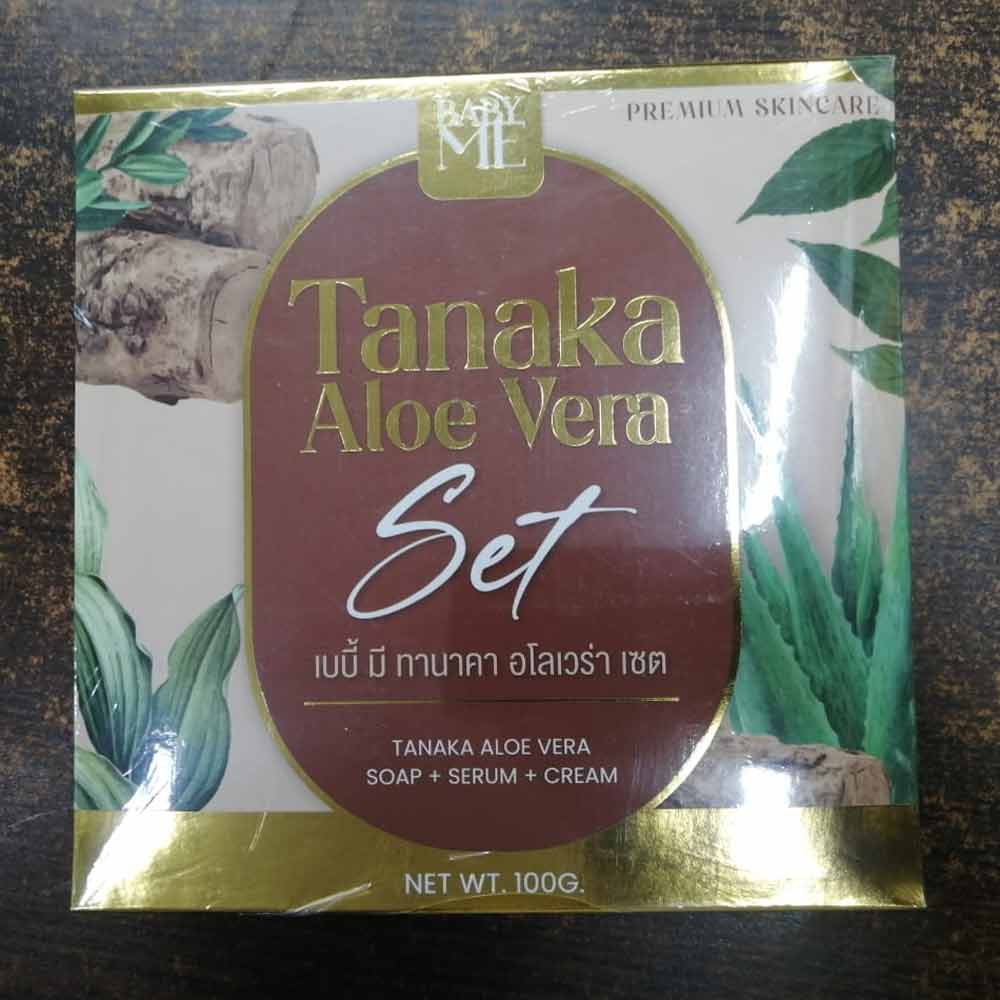 BABY
ME
PREMIUM SKINCARE
Tanaka
Aloe Vera
Set
เบบี้ มี ทานาคา อโลเวร่า เซต
TANAKA ALOE VERA
SOAP + SERUM + CREAM
NET WT. 100G.